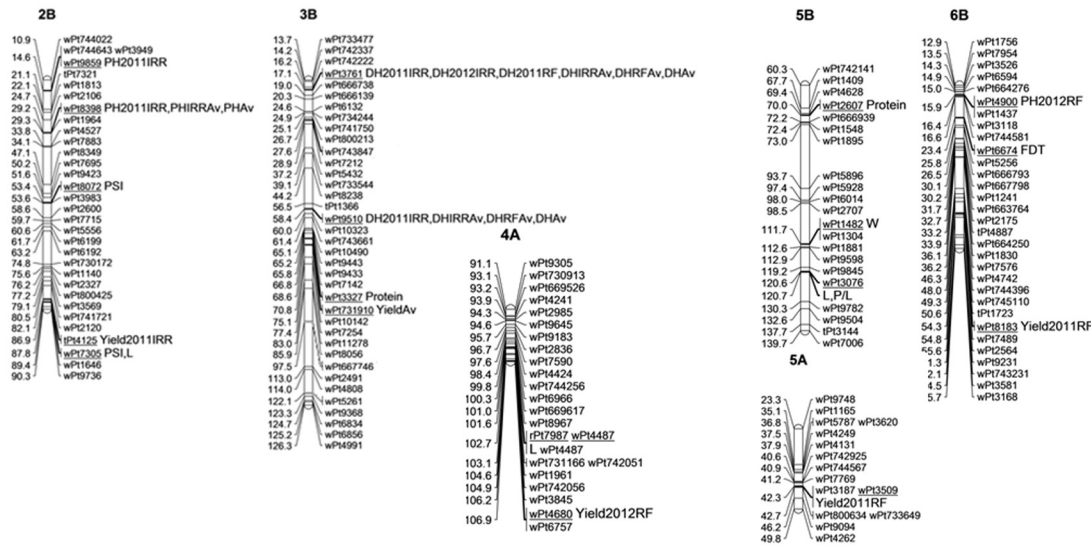 2B
10.9 wPt744022
wPt744643 wPt3949
14.6 wPt9859 PH2011IRR
21.1 tPt7321
22.1 wPt1813
24.7 wPt2106
29.2 wPt8398 PH2011IRR,PHIRRAv,PHAv
29.3 wPt1964
33.8 wPt4527
34.1 wPt7883
47.1 wPt8349
50.2 wPt7695
51.6 wPt9423
53.4 wPt8072 PSI
53.6 wPt3983
58.6 wPt2600
59.7 wPt7715
60.6 wPt5556
61.7 wPt6199
63.2 wPt6192
74.8 wPt730172
75.6 wPt1140
76.2 wPt2327
77.2 wPt800425
79.1 wPt3569
80.5 wPt741721
82.1 wPt2120
86.9 tPt4125 Yield2011IRR
87.8 wPt7305 PSI,L
89.4 wPt1646
90.3 wPt9736
3B
13.7 wPt733477
14.2 wPt742337
16.2 wPt742222
17.1 wPt3761 DH2011IRR,DH2012IRR,DH2011RF,DHIRRAv,DHRFAv,DHAv
19.0 wPt666738
20.3 wPt666139
24.6 wPt6132
24.9 wPt734244
25.1 wPt741750
26.7 wPt800213
27.6 wPt743847
28.9 wPt7212
37.2 wPt5432
39.1 wPt733544
44.2 wPt8238
56.5 tPt1366
58.4 wPt9510 DH2011IRR,DHIRRAv,DHRFAv,DHAv
60.0 wPt10323
61.4 wPt743661
65.1 wPt10490
65.2 wPt9443
65.8 wPt9433
66.8 wPt7142
68.6 wPt3327 Protein
70.8 wPt731910 YieldAv
75.1 wPt10142
77.4 wPt7254
83.0 wPt11278
85.9 wPt8056
97.5 wPt667746
113.0 wPt2491
114.0 wPt4808
122.1 wPt5261
123.3 wPt9368
124.7 wPt6834
125.2 wPt6856
126.3 wPt4991
4A
91.1 wPt9305
93.1 wPt730913
93.2 wPt669526
93.9 wPt4241
94.3 wPt2985
94.6 wPt9645
95.7 wPt9183
96.7 wPt2836
97.6 wPt7590
98.4 wPt4424
99.8 wPt744256
100.3 wPt6966
101.0 wPt669617
101.6 wPt8967
102.7 rPt7987 wPt4487
L wPt4487
103.1 wPt731166 wPt742051
104.6 wPt1961
104.9 wPt742056
106.2 wPt3845
106.9 wPt4680 Yield2012RF
wPt6757
5B
60.3 wPt742141
67.7 wPt1409
69.4 wPt4628
70.0 wPt2607 Protein
72.2 wPt666939
72.4 wPt1548
73.0 wPt1895
93.7 wPt5896
97.4 wPt5928
98.0 wPt6014
98.5 wPt2707
111.7 wPt1482 W
wPt1304
112.6 wPt1881
112.9 wPt9598
119.2 wPt9845
120.6 wPt3076
120.7 L,P/L
130.3 wPt9782
132.6 wPt9504
137.7 tPt3144
139.7 wPt7006
5A
23.3 wPt9748
35.1 wPt1165
36.8 wPt5787 wPt3620
37.5 wPt4249
37.9 wPt4131
40.6 wPt742925
40.9 wPt744567
41.2 wPt7769
42.3 wPt3187 wPt3509
Yield2011RF
42.7 wPt800634 wPt733649
46.2 wPt9094
49.8 wPt4262
6B
12.9 wPt1756
13.5 wPt7954
14.3 wPt3526
14.9 wPt6594
15.0 wPt664276
15.9 wPt4900 PH2012RF
wPt1437
16.4 wPt3118
16.6 wPt744581
23.4 wPt6674 FDT
25.8 wPt5256
26.5 wPt666793
30.1 wPt667798
30.2 wPt1241
31.7 wPt663764
32.7 wPt2175
33.2 tPt4887
33.9 wPt664250
36.1 wPt1830
36.2 wPt7576
46.3 wPt4742
48.0 wPt744396
49.3 wPt745110
50.6 tPt1723
54.3 wPt8183 Yield2011RF
54.8 wPt7489
55.6 wPt2564
1.3 wPt9231
2.1 wPt743231
4.5 wPt3581
5.7 wPt3168